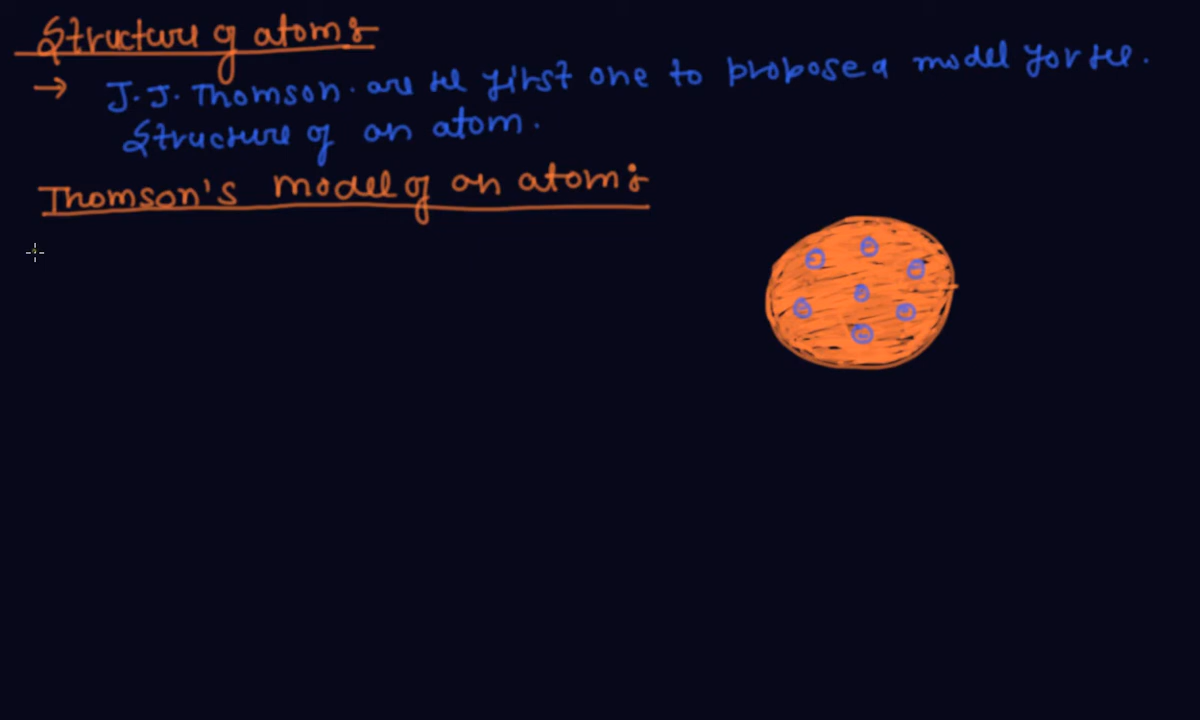 Structure of atoms
→ J.J. Thomson. are the first one to propose a model for the.
Structure of an atom.
Thomson's model of an atoms